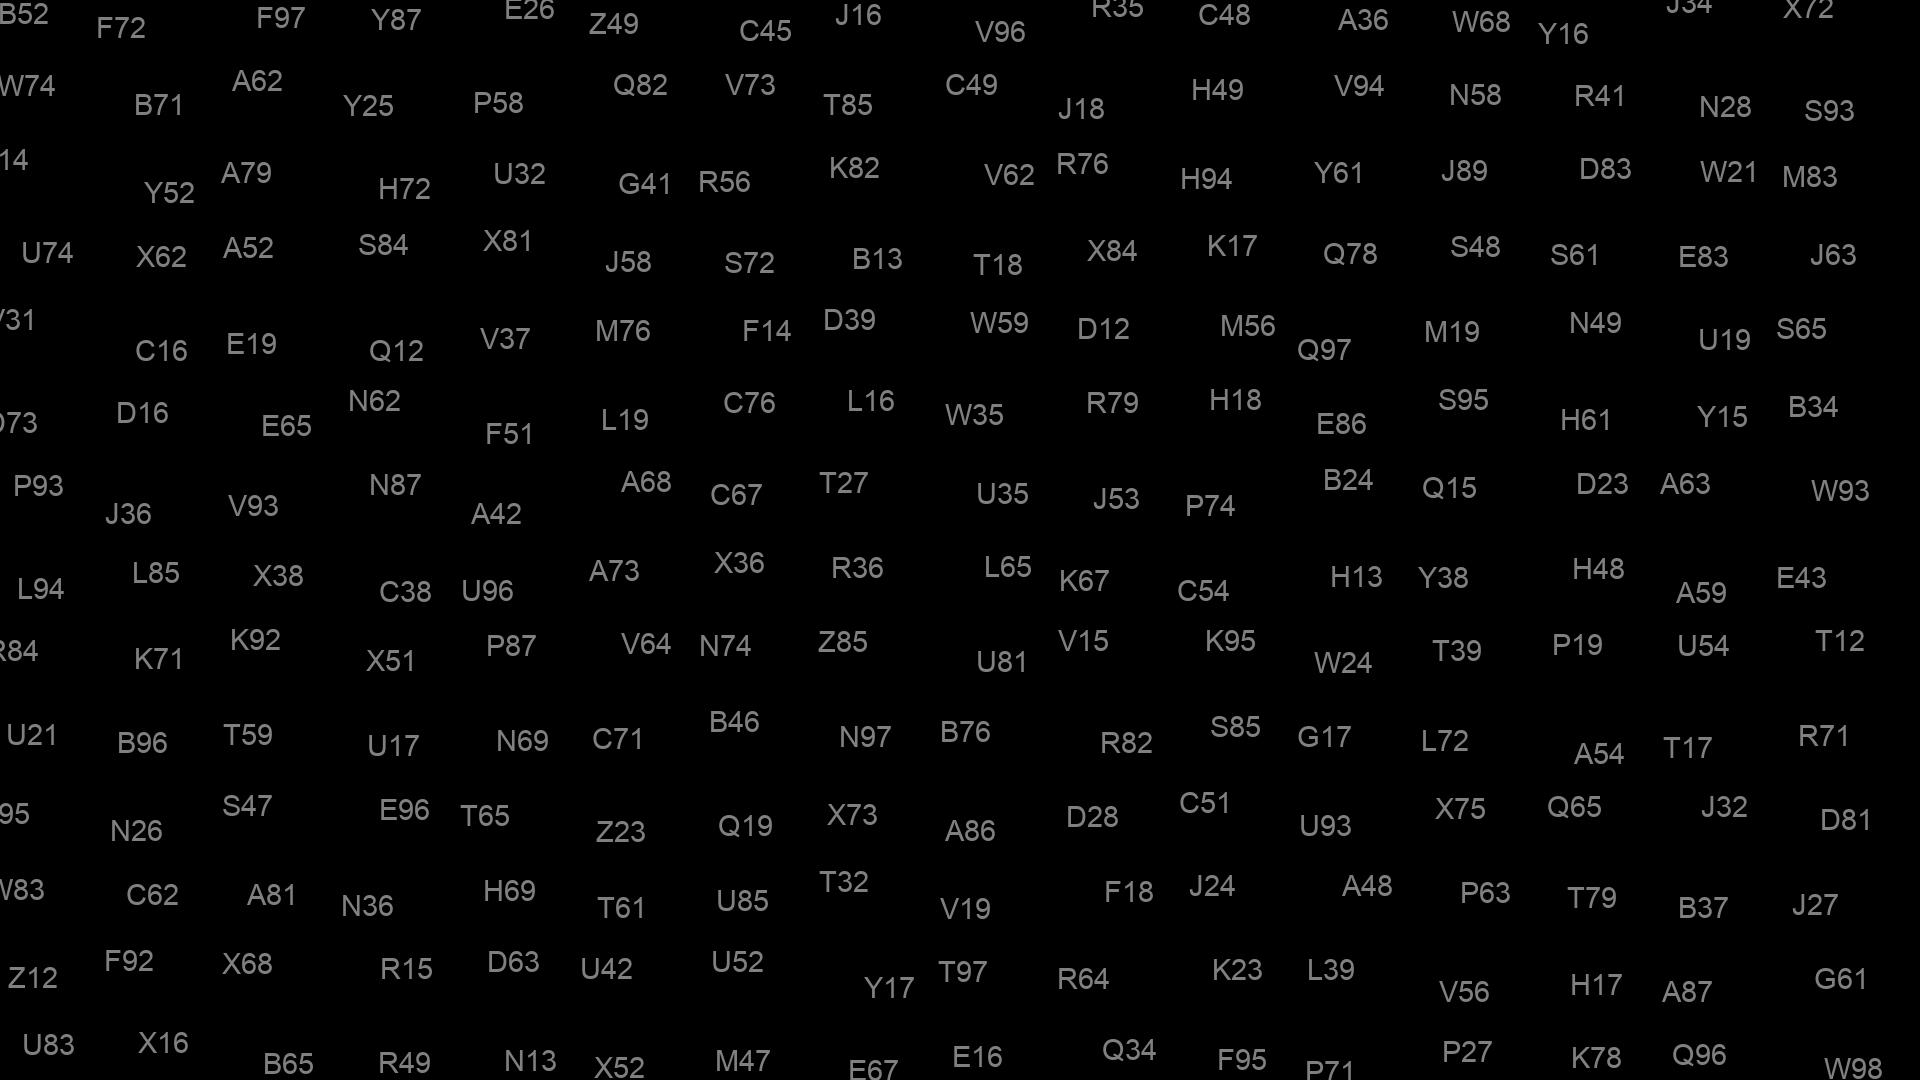 B52 F72 F97 Y87 E26 Z49 C45 J16 V96 R35 C48 A36 W68 Y16 J34 X72
W74 B71 A62 Y25 P58 Q82 V73 T85 C49 J18 H49 V94 N58 R41 N28 S93
14 Y52 A79 H72 U32 G41 R56 K82 V62 R76 H94 Y61 J89 D83 W21 M83
U74 X62 A52 S84 X81 J58 S72 B13 T18 X84 K17 Q78 S48 S61 E83 J63
V31 C16 E19 Q12 V37 M76 F14 D39 W59 D12 M56 Q97 M19 N49 U19 S65
73 D16 E65 N62 F51 L19 C76 L16 W35 R79 H18 E86 S95 H61 Y15 B34
P93 J36 V93 N87 A42 A68 C67 T27 U35 J53 P74 B24 Q15 D23 A63 W93
L94 L85 X38 C38 U96 A73 X36 R36 L65 K67 C54 H13 Y38 H48 A59 E43
R84 K71 K92 X51 P87 V64 N74 Z85 U81 V15 K95 W24 T39 P19 U54 T12
U21 B96 T59 U17 N69 C71 B46 N97 B76 R82 S85 G17 L72 A54 T17 R71
95 N26 S47 E96 T65 Z23 Q19 X73 A86 D28 C51 U93 X75 Q65 J32 D81
W83 C62 A81 N36 H69 T61 U85 T32 V19 F18 J24 A48 P63 T79 B37 J27
Z12 F92 X68 R15 D63 U42 U52 Y17 T97 R64 K23 L39 V56 H17 A87 G61
U83 X16 B65 R49 N13 X52 M47 E67 E16 Q34 F95 P71 P27 K78 Q96 W98